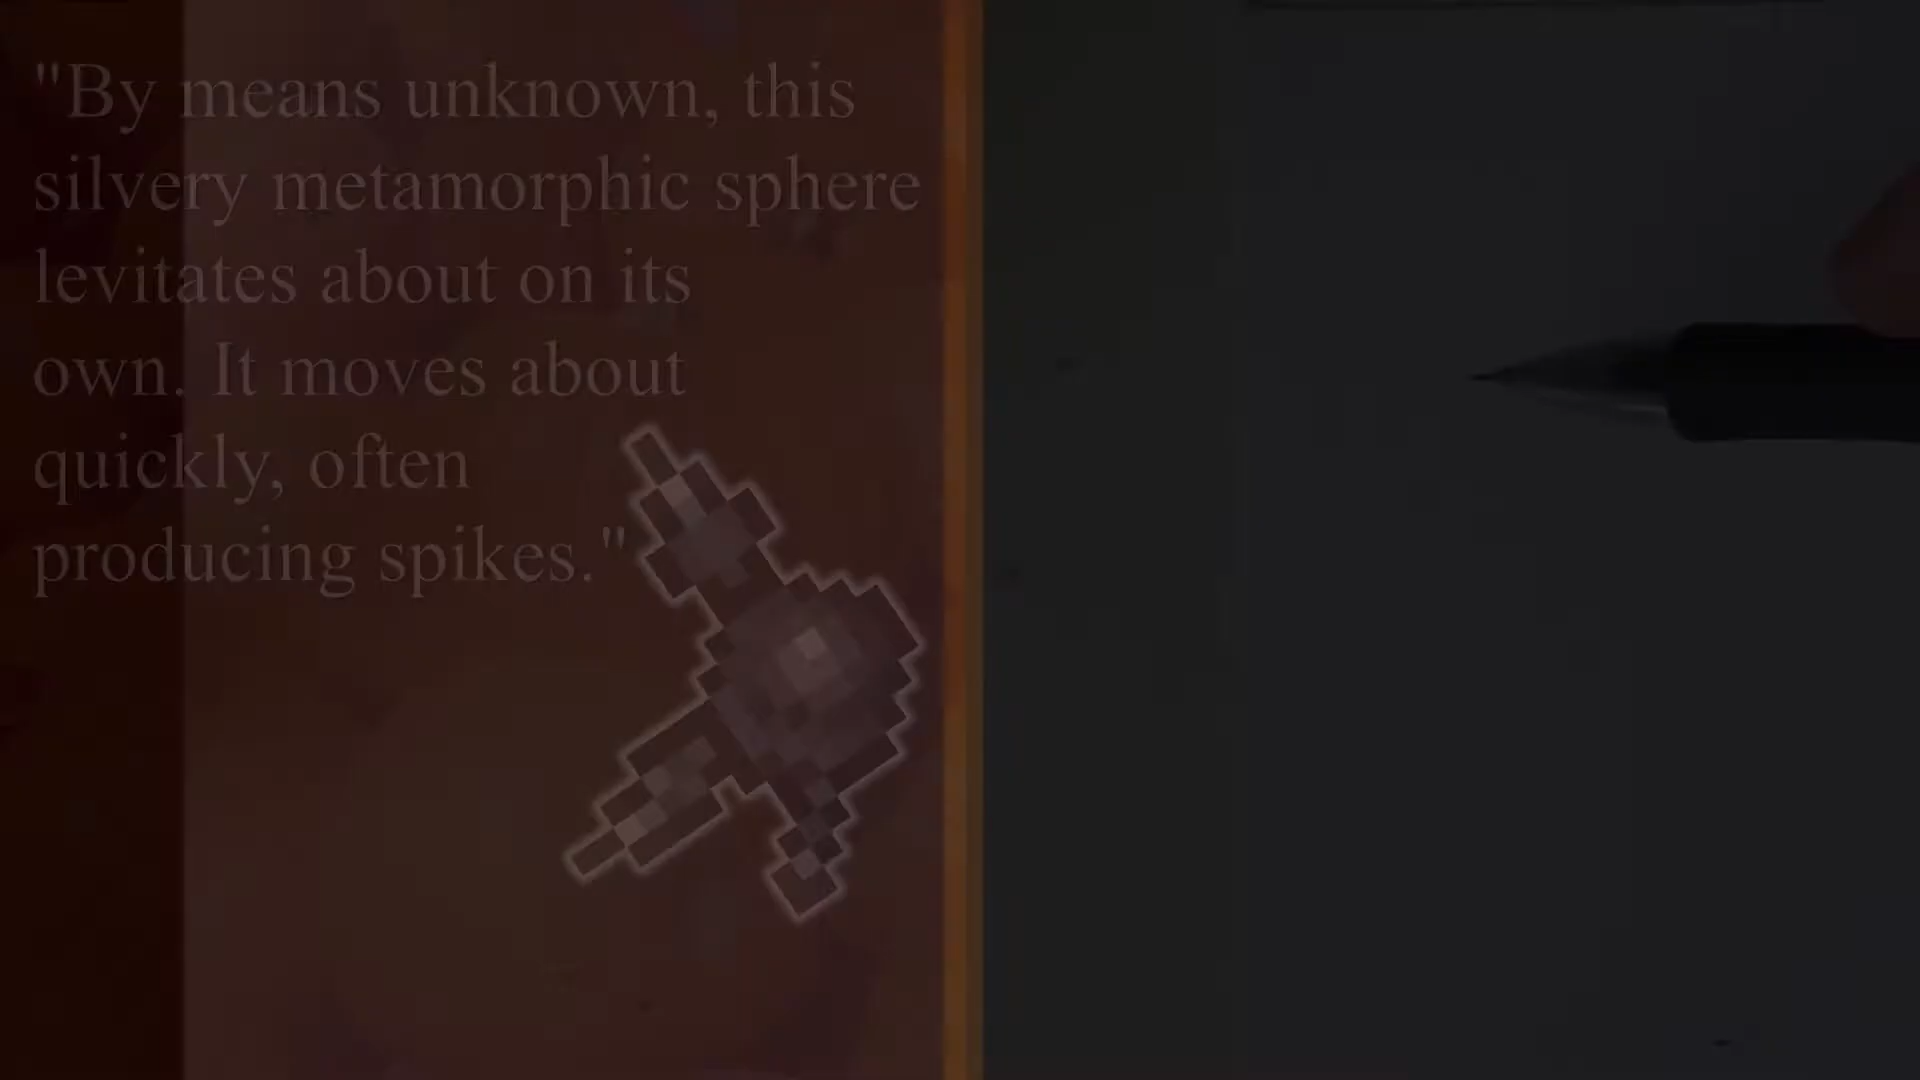 "By means unknown, this
silvery metamorphic sphere
levitates about on its
own. It moves about
quickly, often
producing spikes."